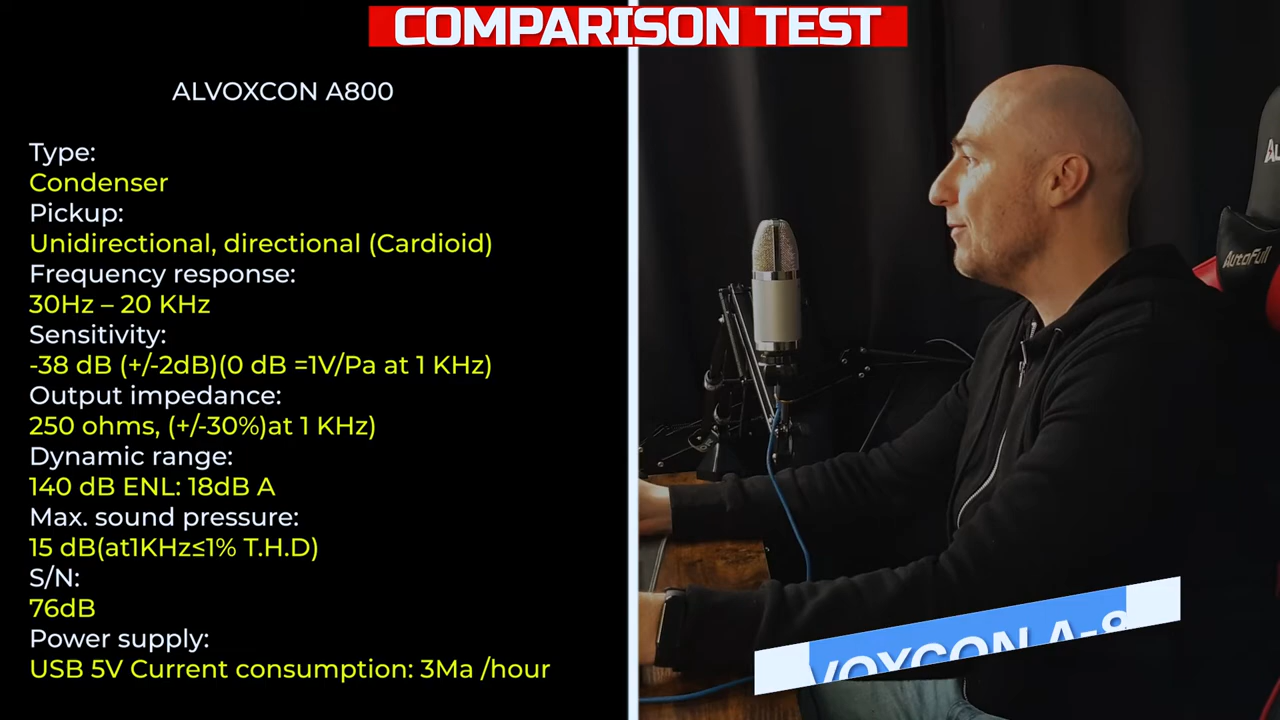 COMPARISON TEST
ALVOXCON A800
Type:
Condenser
Pickup:
Unidirectional, directional (Cardioid)
Frequency response:
30Hz – 20 KHz
Sensitivity:
-38 dB (+/-2dB)(0 dB =1V/Pa at 1 KHz)
Output impedance:
250 ohms, (+/-30%)at 1 KHz)
Dynamic range:
140 dB ENL: 18dB A
Max. sound pressure:
15 dB(at1KHz≤1% T.H.D)
S/N:
76dB
Power supply:
USB 5V Current consumption: 3Ma /hour
AutoFull
VOXCON A-8